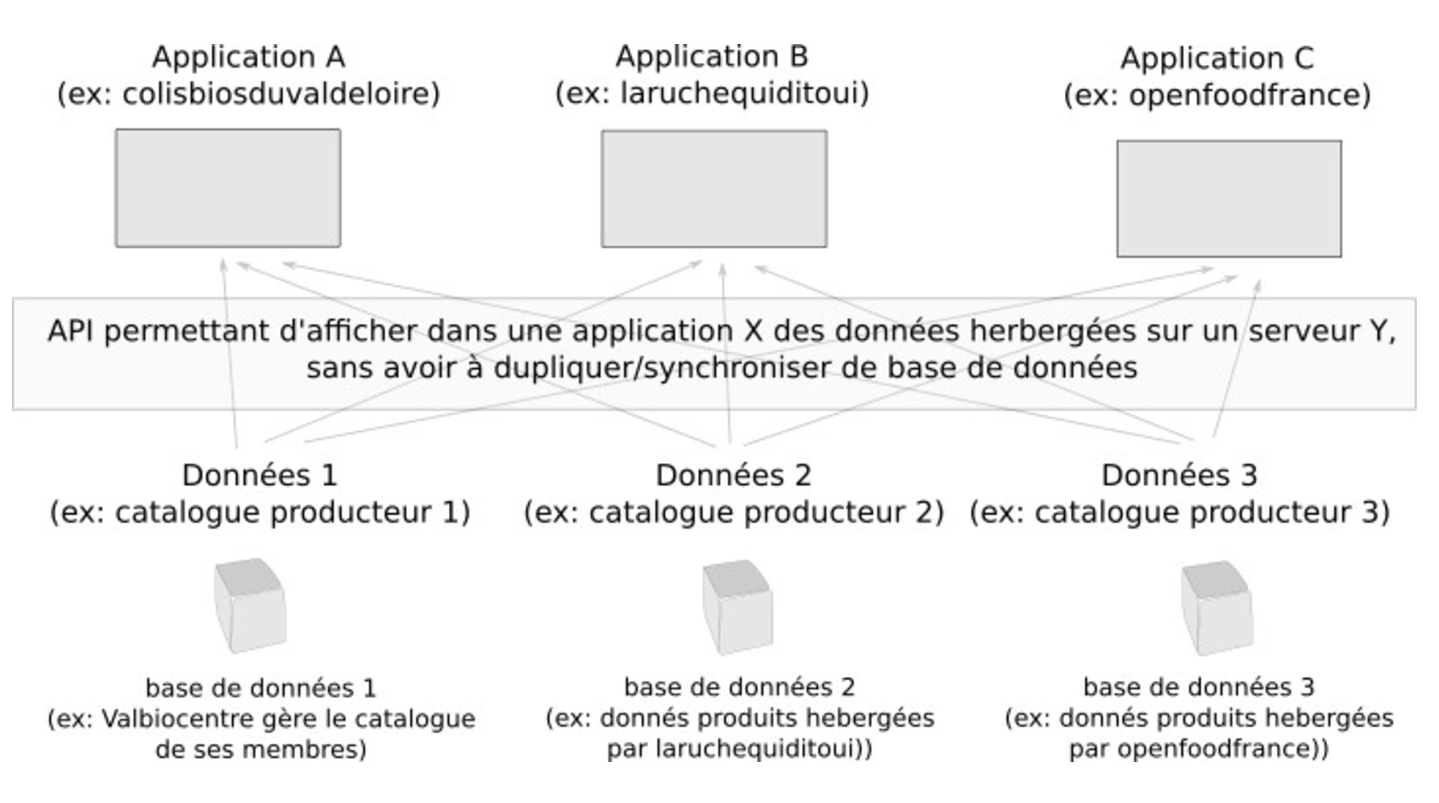 Application A
(ex: colisbiosduvaldeloire)
Application B
(ex: laruchequiditoui)
Application C
(ex: openfoodfrance)
API permettant d'afficher dans une application X des données herbergées sur un serveur Y,
sans avoir à dupliquer/synchroniser de base de données
Données 1
(ex: catalogue producteur 1)
Données 2
(ex: catalogue producteur 2)
Données 3
(ex: catalogue producteur 3)
base de données 1
(ex: Valbiocentre gère le catalogue
de ses membres)
base de données 2
(ex: donnés produits hebergées
par laruchequiditoui))
base de données 3
(ex: donnés produits hebergées
par openfoodfrance))